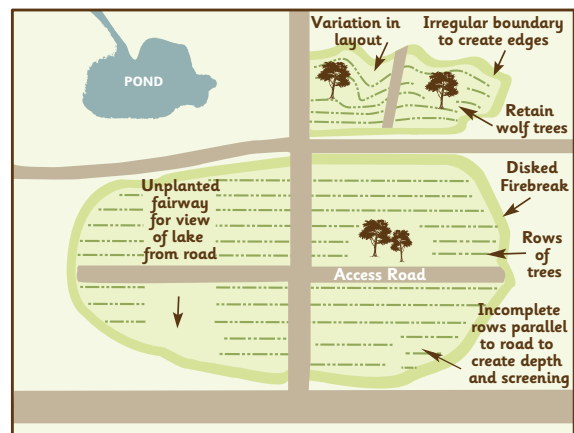 Variation in
layout
Irregular boundary
to create edges
POND
Retain
wolf trees
Disked
Firebreak
Unplanted
fairway
for view
of lake
from road
Rows
of
trees
Access Road
Incomplete
rows parallel
to road to
create depth
and screening